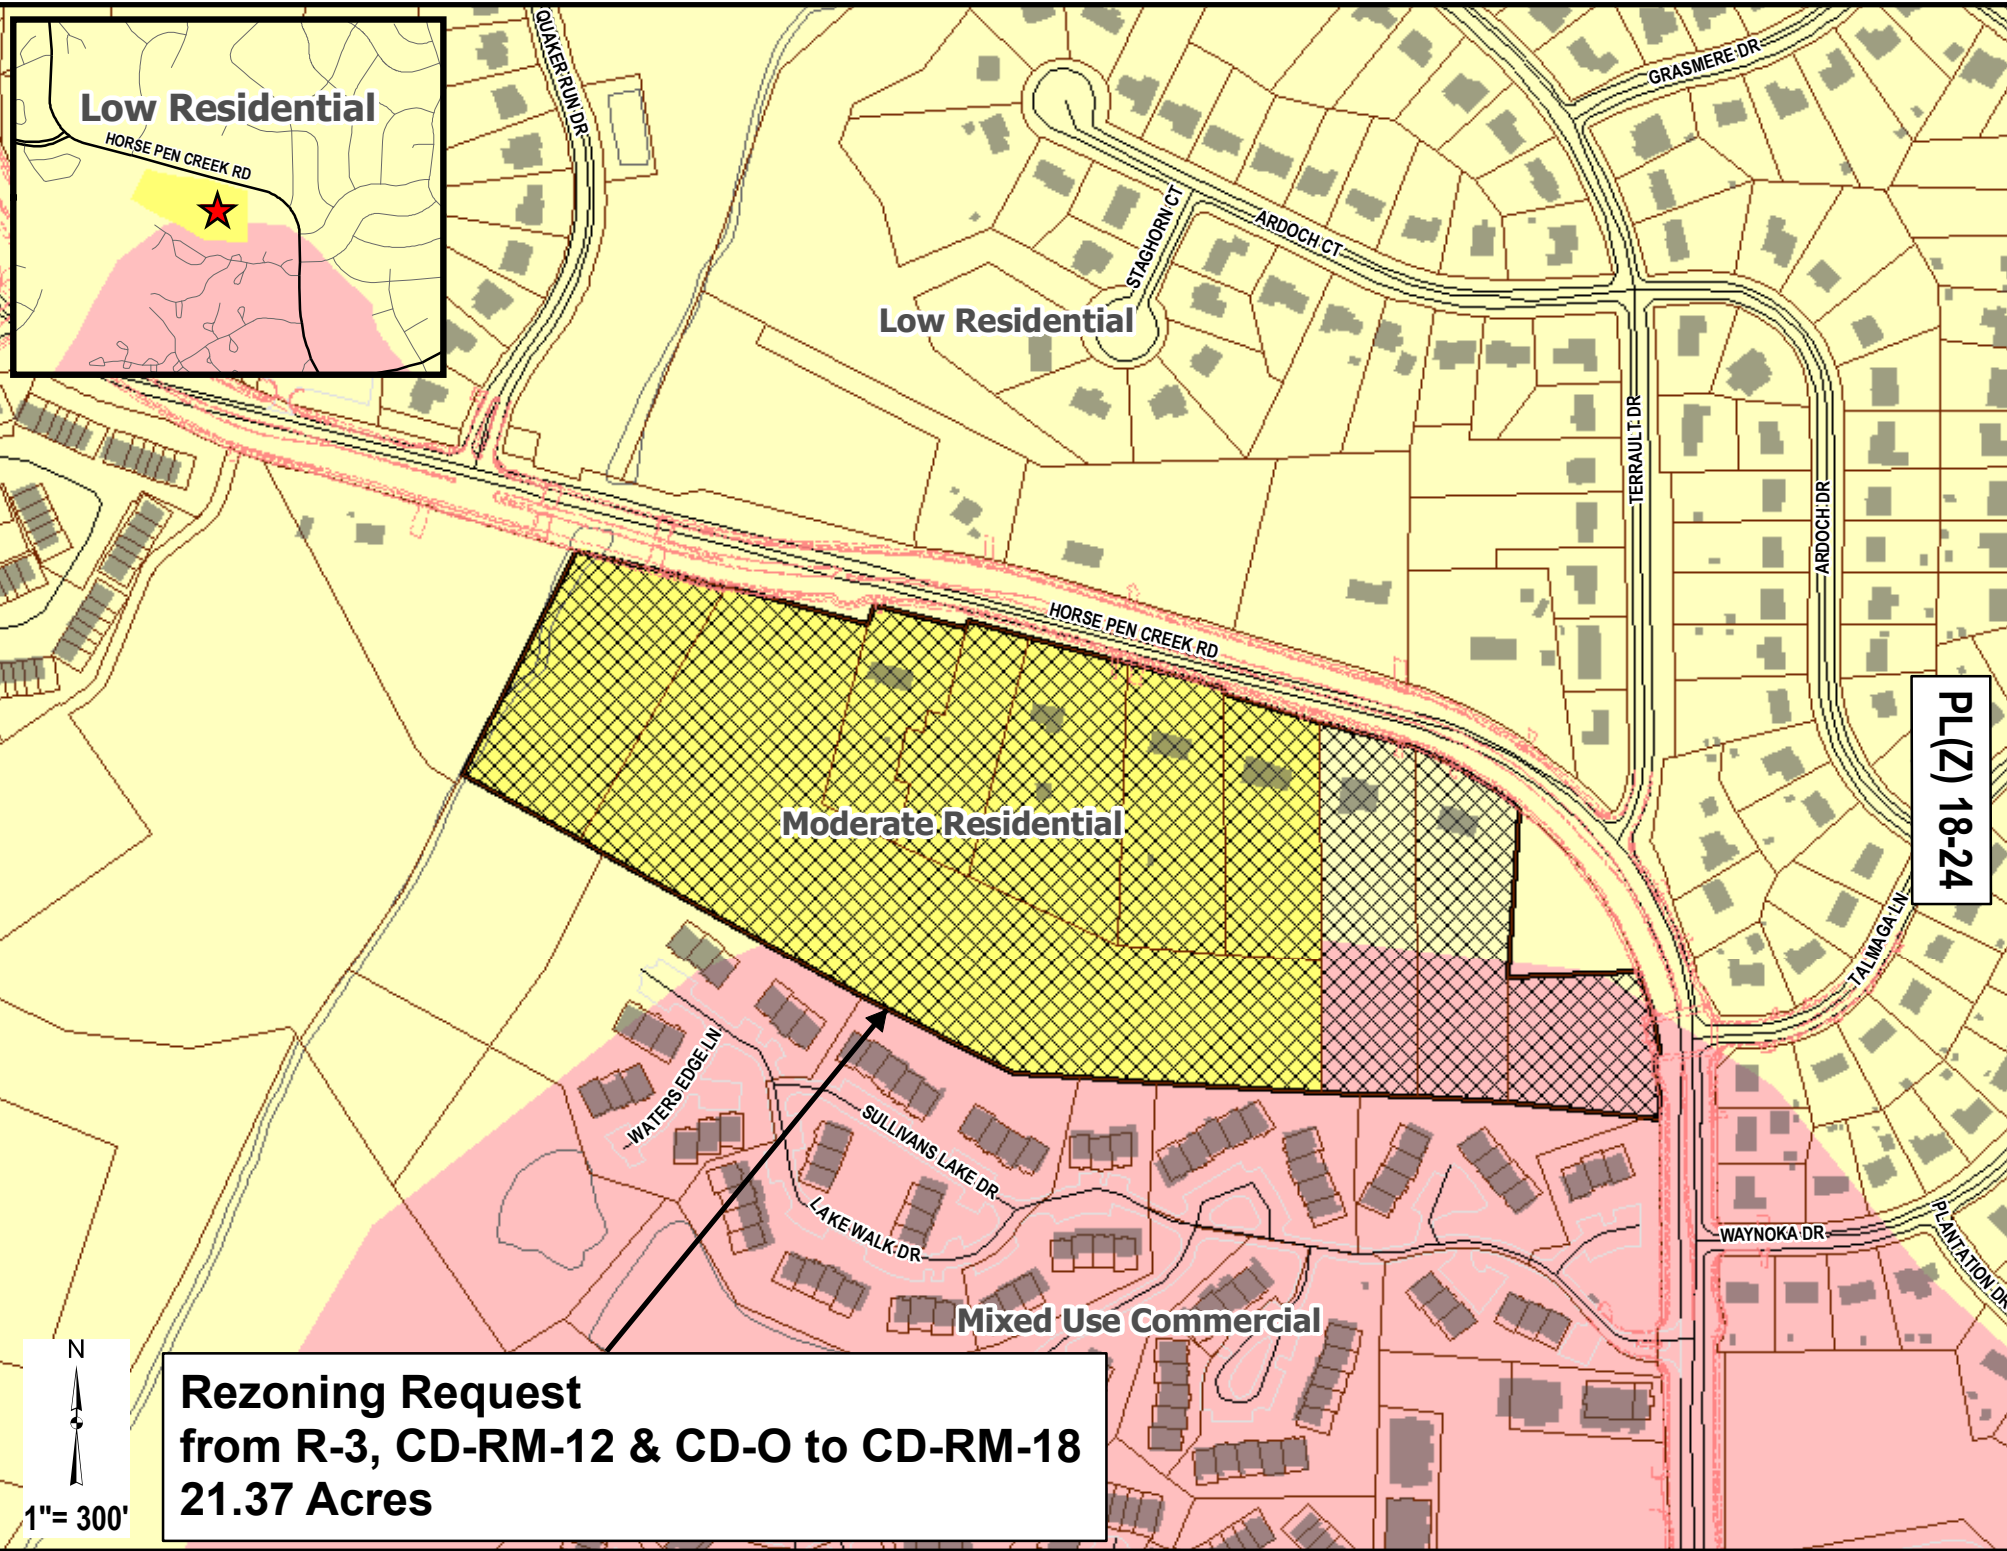 Low Residential
HORSE PEN CREEK RD
QUAKER RUN DR
GRASMERE DR
STAGHORN CT
ARDOCH CT
Low Residential
TERRAULT DR
ARDOCH DR
HORSE PEN CREEK RD
PL(Z) 18-24
Moderate Residential
TALMAGA LN
WATERS EDGE LN
SULLIVANS LAKE DR
LAKE WALK DR
WAYNOKA DR
PLANTATION DR
Mixed Use Commercial
N
1"= 300'
Rezoning Request
from R-3, CD-RM-12 & CD-O to CD-RM-18
21.37 Acres